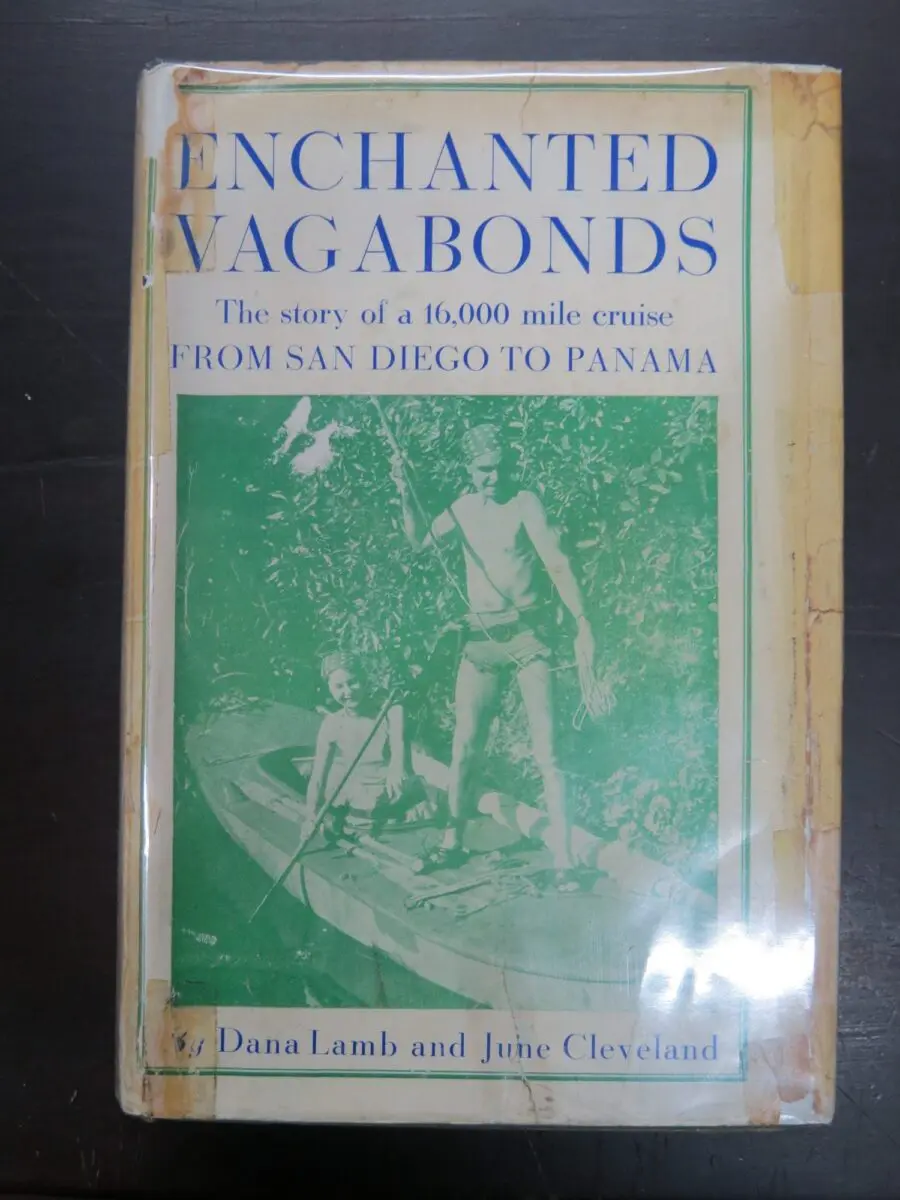 ENCHANTED
VAGABONDS
The story of a 16,000 mile cruise
FROM SAN DIEGO TO PANAMA
by Dana Lamb and June Cleveland